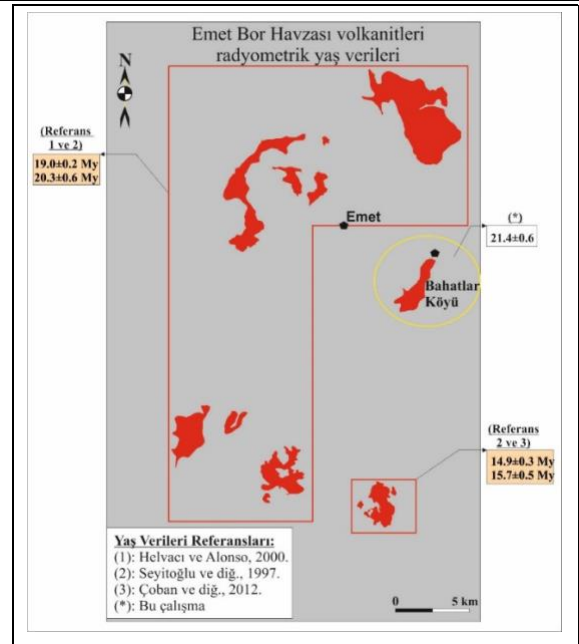 Emet Bor Havzası volkanitleri
radyometrik yaş verileri
N
(Referans
1 ve 2)
19.0±0.2 My
20.3±0.6 My
Emet
(*)
21.4±0.6
Bahatlar
Köyü
(Referans
2 ve 3)
14.9±0.3 My
15.7±0.5 My
Yaş Verileri Referansları:
(1): Helvacı ve Alonso, 2000.
(2): Seyitoğlu ve diğ., 1997.
(3): Çoban ve diğ., 2012.
(*): Bu çalışma
0 5 km